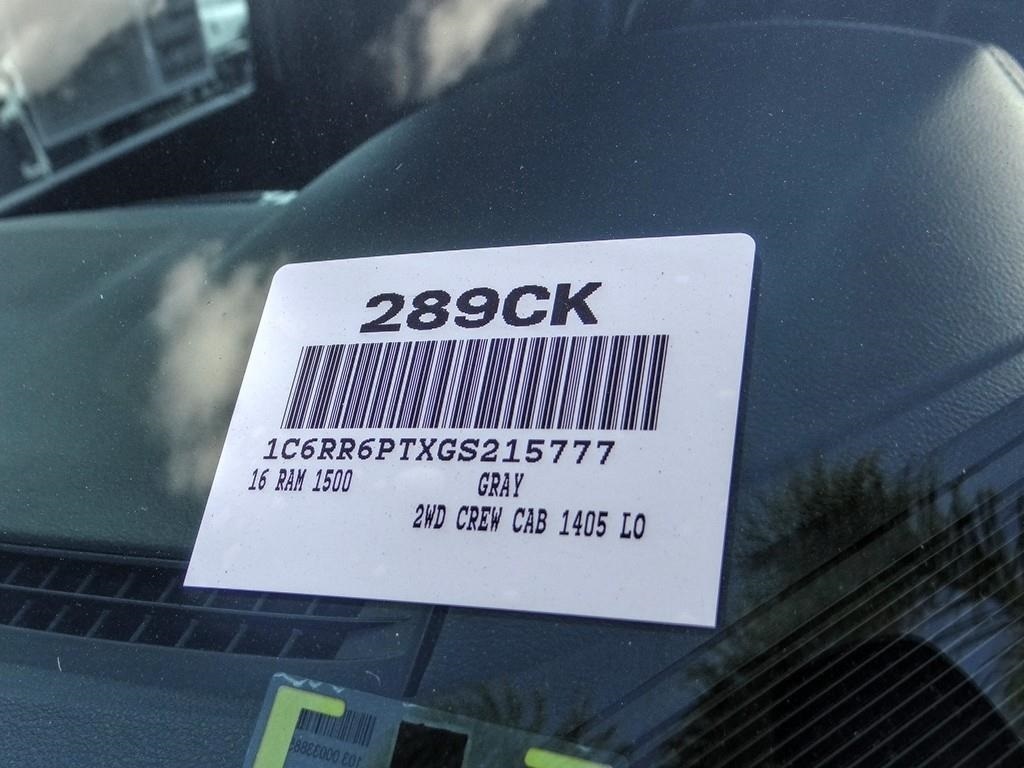 289CK
1C6RR6PTXGS215777
16 RAM 1500 GRAY
2WD CREW CAB 1405 LO